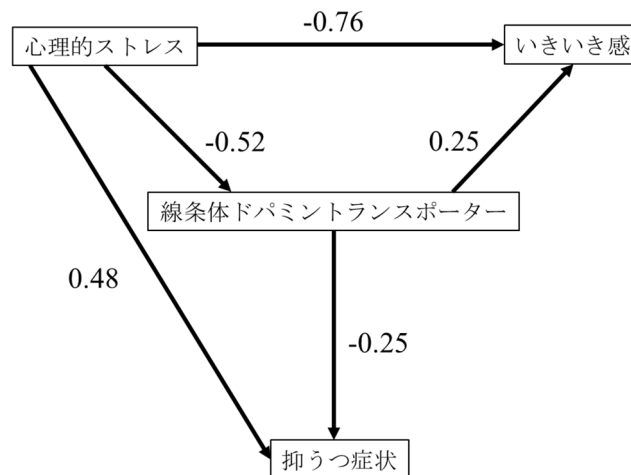 -0.76
心理的ストレス
いきいき感
-0.52
0.25
線条体ドパミントランスポーター
0.48
-0.25
抑うつ症状